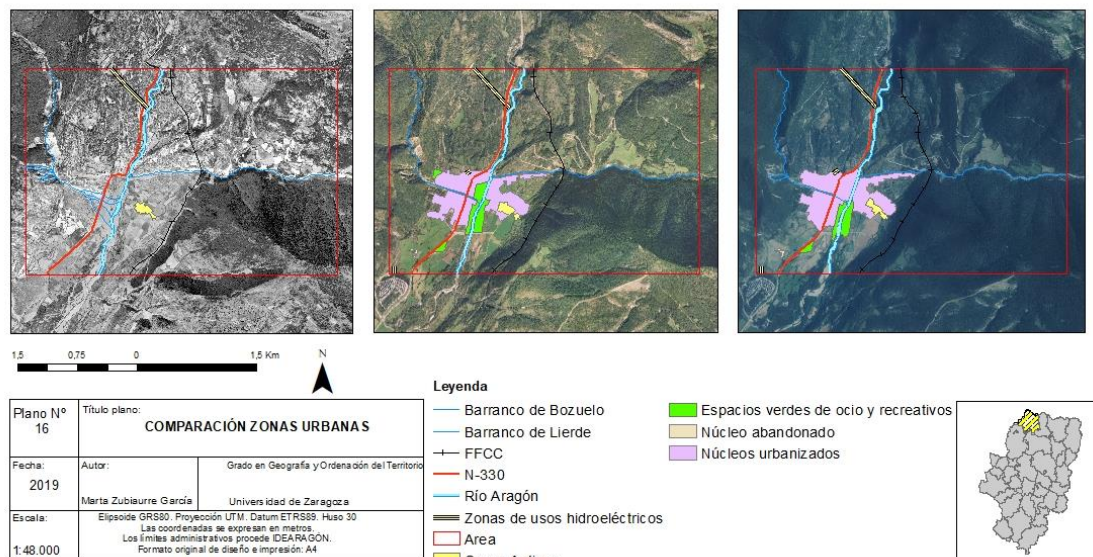 1,5 0,75 0 1,5 Km
N
Plano Nº
16
Título plano:
COMPARACIÓN ZONAS URBANAS
Fecha:
2019
Autor:
Marta Zubiaurre García
Grado en Geografía y Ordenación del Territorio
Universidad de Zaragoza
Escala:
1:48.000
Elipsoide GRS80. Proyección UTM. Datum ETRS89. Huso 30
Las coordenadas se expresan en metros.
Los límites administrativos procede IDEARAGÓN.
Formato original de diseño e impresión: A4
Leyenda
Barranco de Bozuelo
Barranco de Lierde
FFCC
N-330
Río Aragón
Zonas de usos hidroeléctricos
Area
Espacios verdes de ocio y recreativos
Núcleo abandonado
Núcleos urbanizados